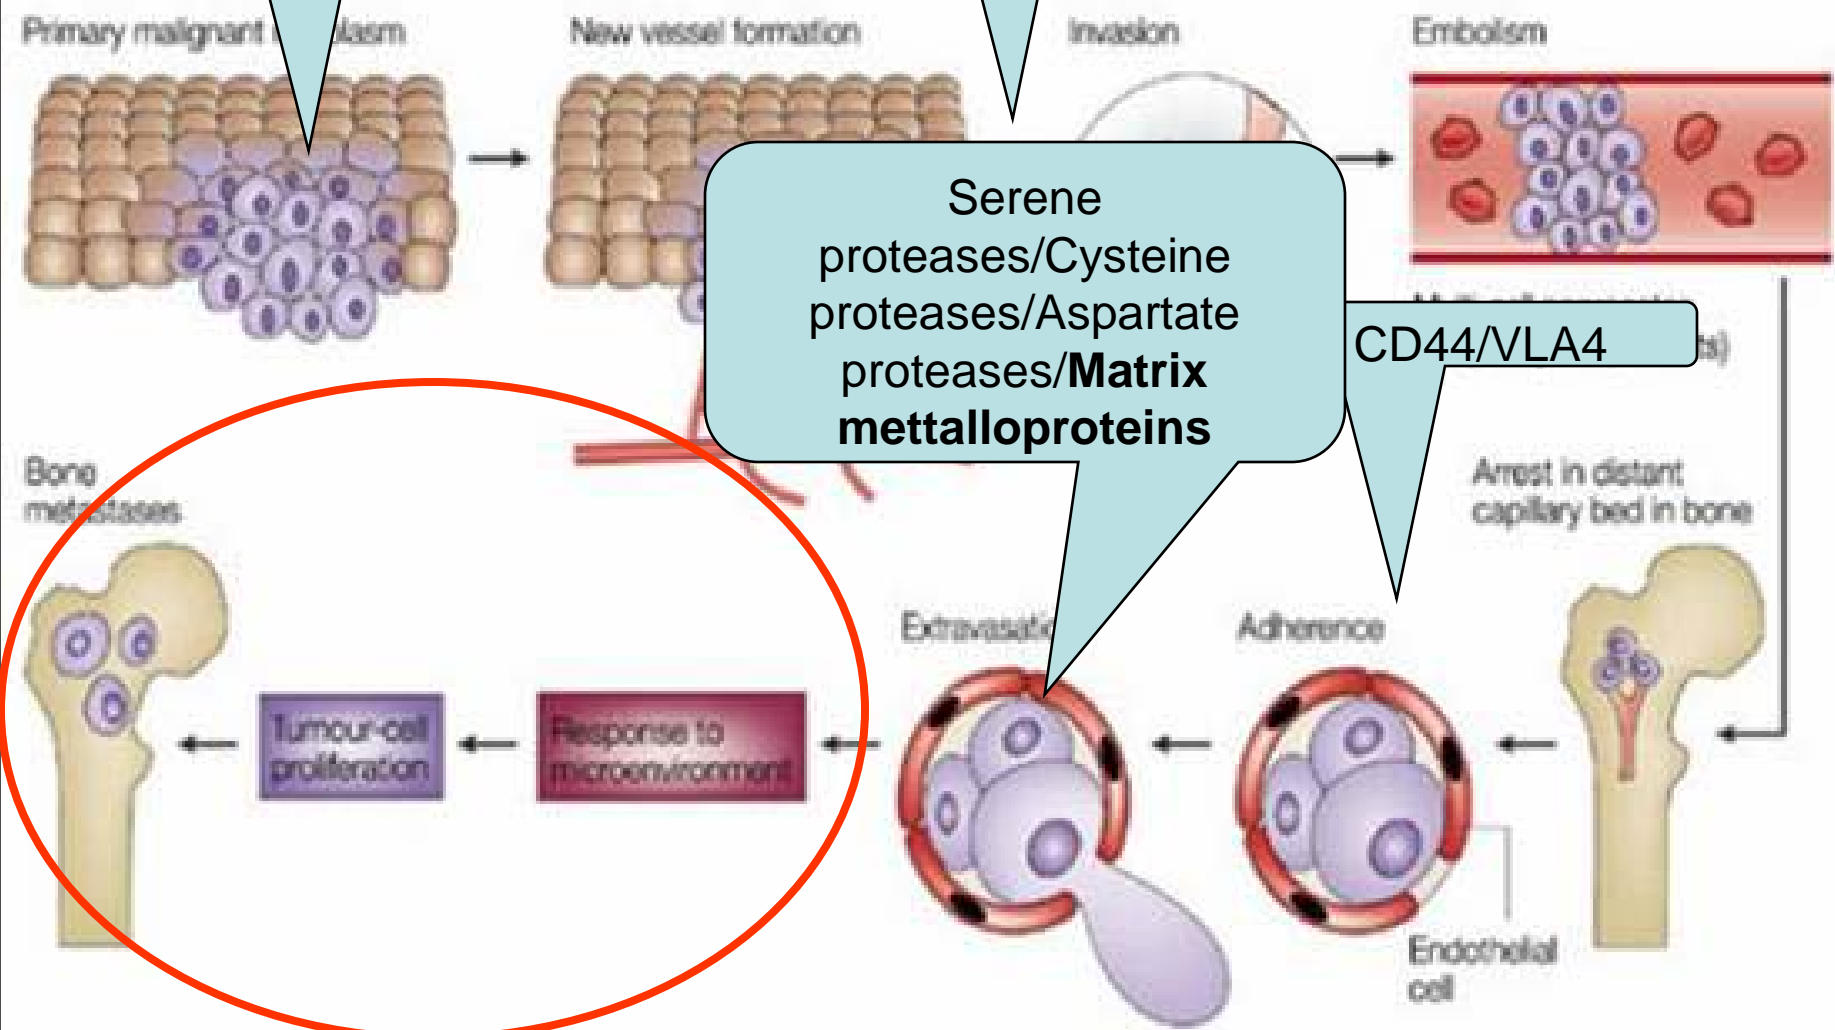 Primary malignant
New vessel formation
Invasion
Embolism
Serene
proteases/Cysteine
proteases/Aspartate
proteases/Matrix
mettalloproteins
CD44/VLA4
Bone
metastases
Arrest in distant
capillary bed in bone
Adherence
Tumour-cell
proliferation
Response to
microenvironment
Endothelial
cell